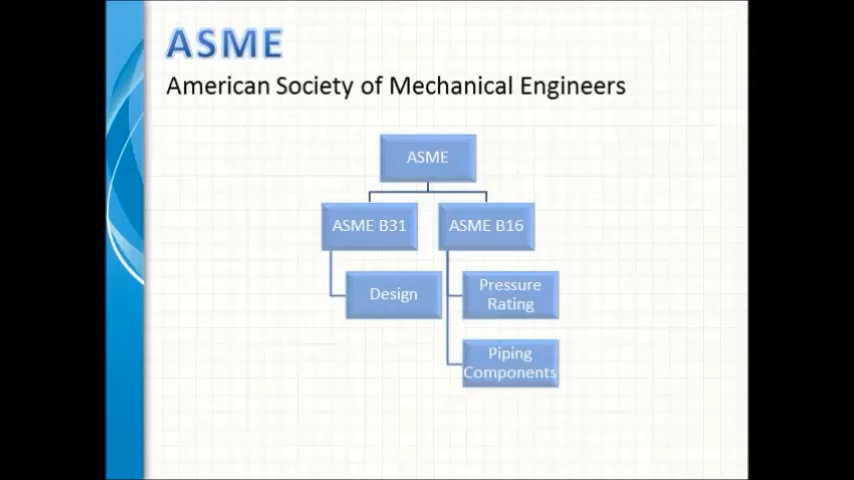 ASME
American Society of Mechanical Engineers
ASME
ASME B31
ASME B16
Design
Pressure
Rating
Piping
Components